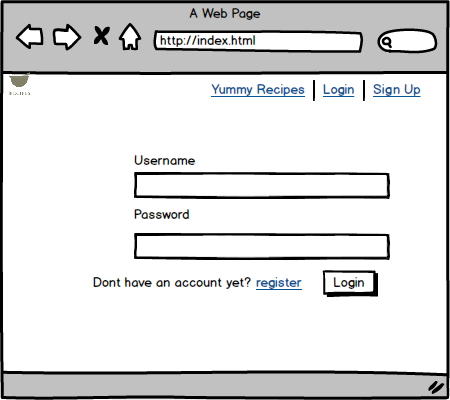 A Web Page
http://index.html
Yummy Recipes | Login | Sign Up
Username
Password
Dont have an account yet? register Login